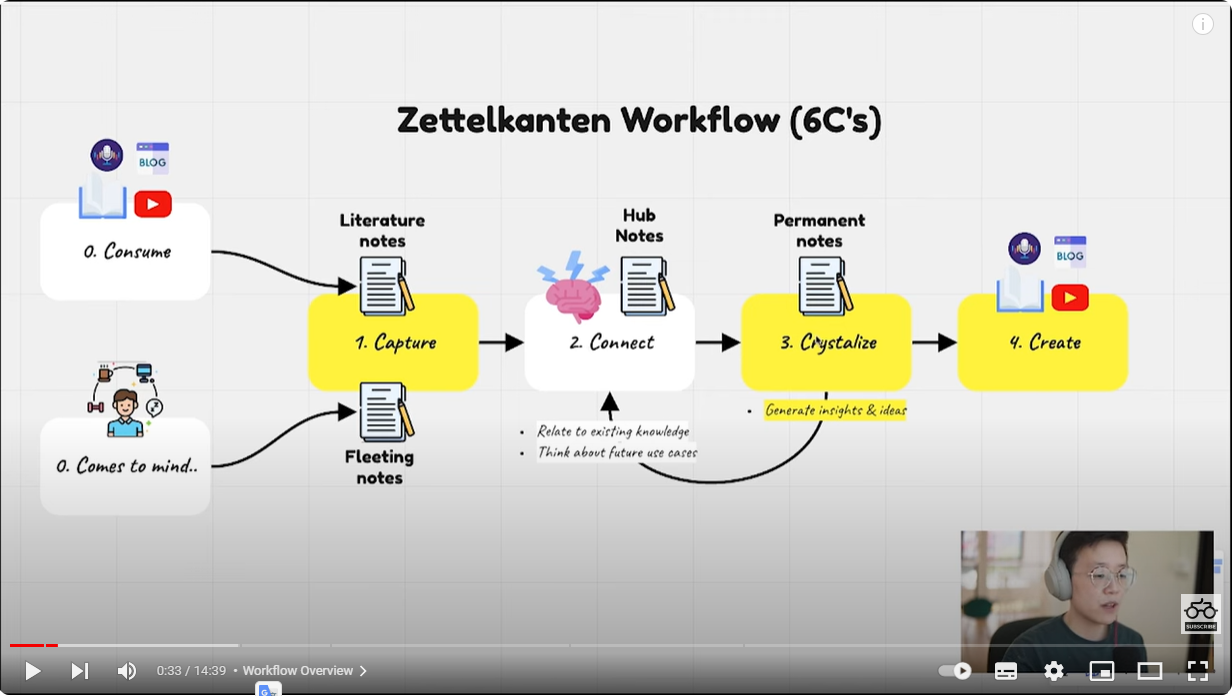 Zettelkanten Workflow (6C's)
BLOG
0. Consume
Literature
notes
1. Capture
Fleeting
notes
0. Comes to mind..
Hub
Notes
2. Connect
• Relate to existing knowledge
• Think about future use cases
Permanent
notes
3. Crystalize
• Generate insights & ideas
BLOG
4. Create
SUBSCRIBE
0:33 / 14:39 • Workflow Overview